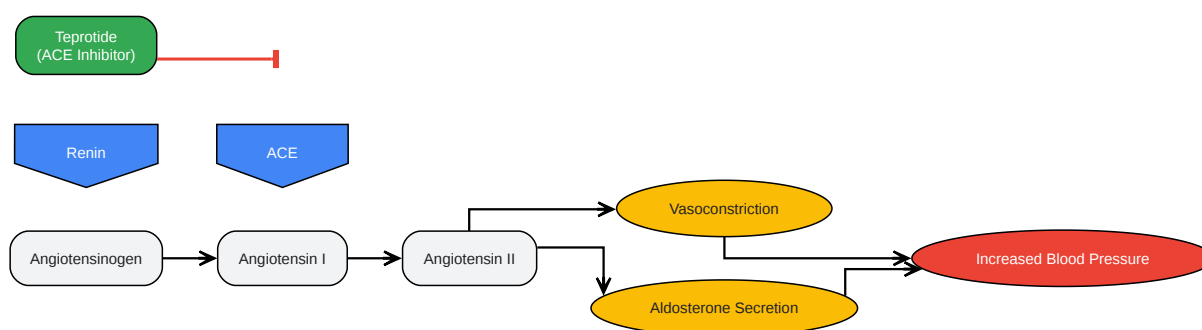 Teprotide
(ACE Inhibitor)
Renin
ACE
Vasoconstriction
Angiotensinogen
Angiotensin I
Angiotensin II
Increased Blood Pressure
Aldosterone Secretion